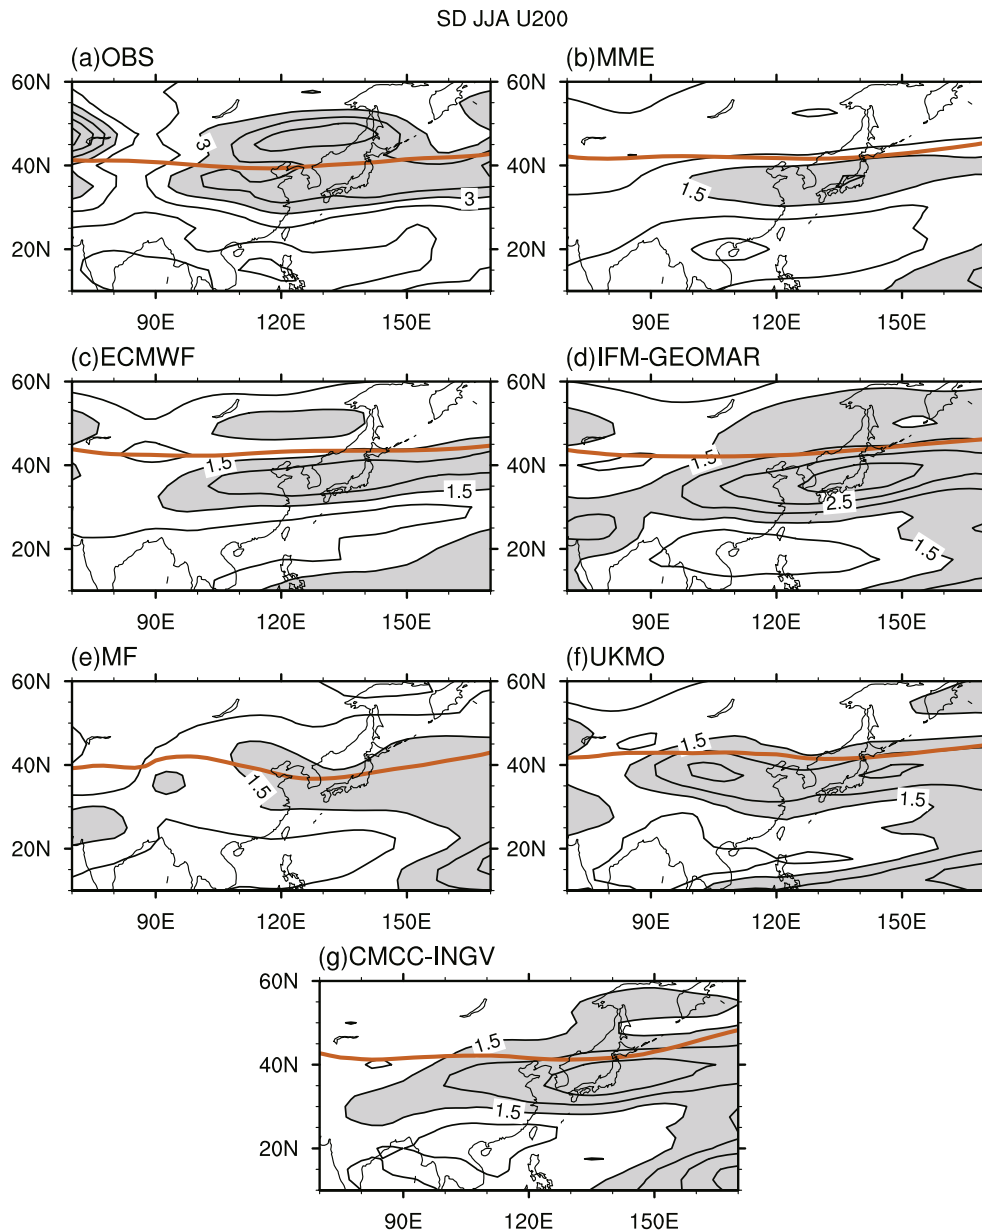 SD JJA U200
(a)OBS
(b)MME
60N
40N
20N
3
3
90E 120E 150E
60N
40N
20N
1.5
90E 120E 150E
(c)ECMWF
(d)IFM-GEOMAR
60N
40N
20N
1.5
1.5
90E 120E 150E
60N
40N
20N
1.5
2.5
1.5
90E 120E 150E
(e)MF
(f)UKMO
60N
40N
20N
1.5
90E 120E 150E
60N
40N
20N
1.5
1.5
90E 120E 150E
(g)CMCC-INGV
60N
40N
20N
1.5
1.5
90E 120E 150E